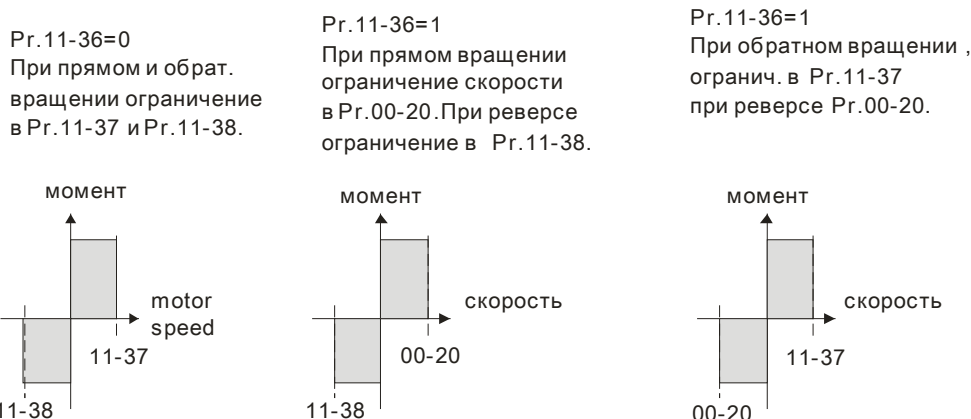 Pr.11-36=0
При прямом и обрат.
вращении ограничение
в Pr.11-37 и Pr.11-38.
Pr.11-36=1
При прямом вращении
ограничение скорости
в Pr.00-20.При реверсе
ограничение в Pr.11-38.
Pr.11-36=1
При обратном вращении ,
огранич. в Pr.11-37
при реверсе Pr.00-20.
момент
motor
speed
11-37
11-38
момент
скорость
00-20
11-38
момент
скорость
11-37
00-20